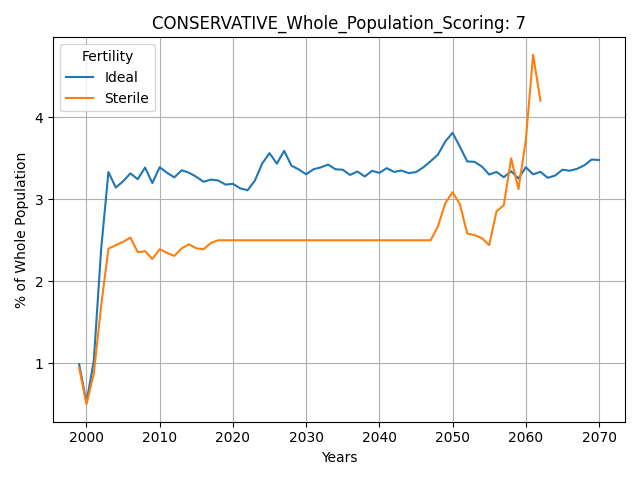 CONSERVATIVE_Whole_Population_Scoring: 7
Fertility
Ideal
Sterile
% of Whole Population
4
3
2
1
2000 2010 2020 2030 2040 2050 2060 2070
Years